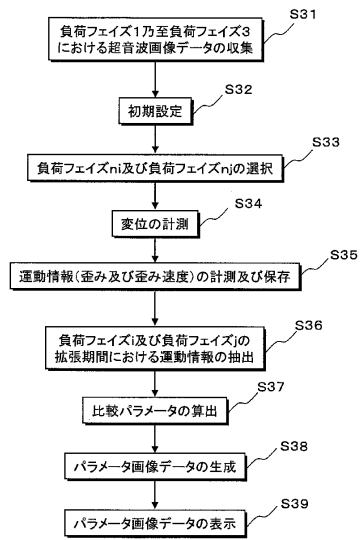 S31
負荷フェイズ1乃至負荷フェイズ3
における超音波画像データの収集
S32
初期設定
S33
負荷フェイズni及び負荷フェイズnjの選択
S34
変位の計測
S35
運動情報(歪み及び歪み速度)の計測及び保存
S36
負荷フェイズi及び負荷フェイズjの
拡張期間における運動情報の抽出
S37
比較パラメータの算出
S38
パラメータ画像データの生成
S39
パラメータ画像データの表示